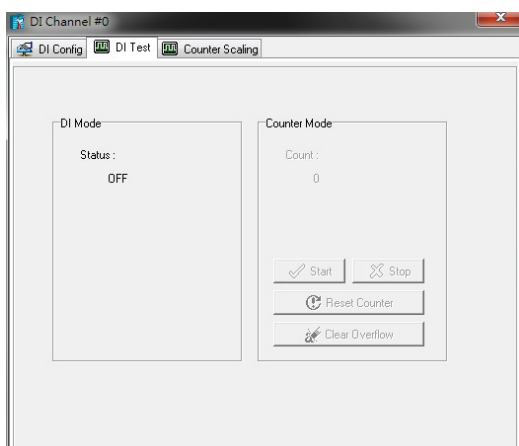 DI Channel #0
DI Config DI Test Counter Scaling
DI Mode
Status :
OFF
Counter Mode
Count :
0
Start Stop
Reset Counter
Clear Overflow